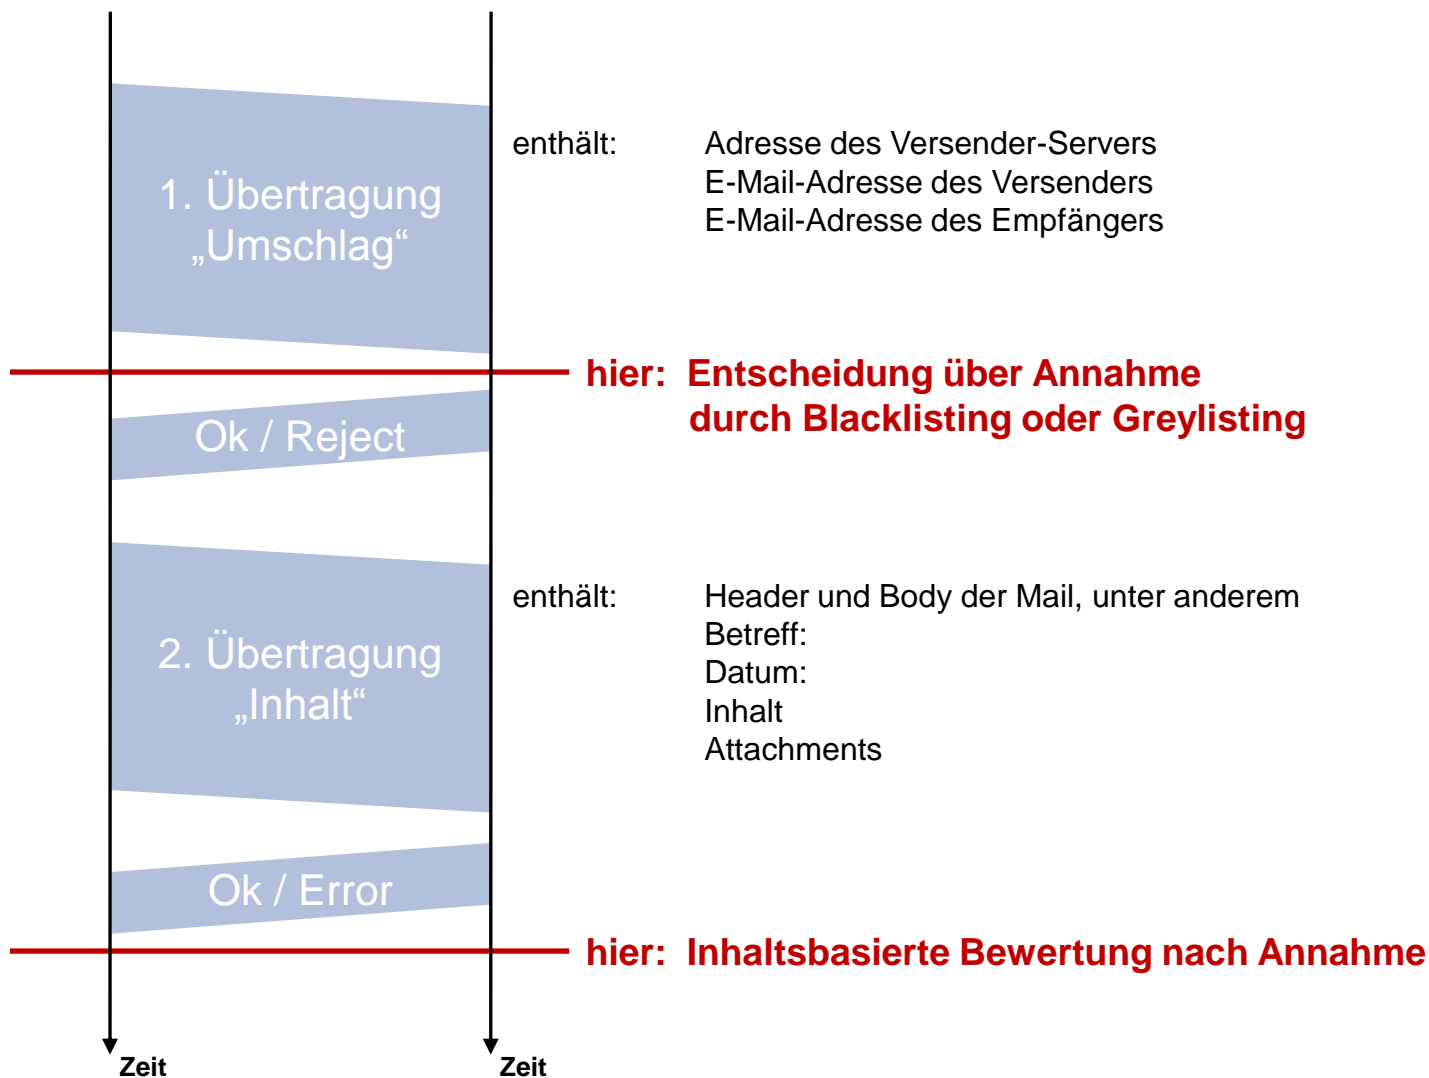 1. Übertragung
„Umschlag“
enthält: Adresse des Versender-Servers
E-Mail-Adresse des Versenders
E-Mail-Adresse des Empfängers
hier: Entscheidung über Annahme
durch Blacklisting oder Greylisting
Ok / Reject
2. Übertragung
„Inhalt“
enthält: Header und Body der Mail, unter anderem
Betreff:
Datum:
Inhalt
Attachments
Ok / Error
hier: Inhaltsbasierte Bewertung nach Annahme
Zeit
Zeit